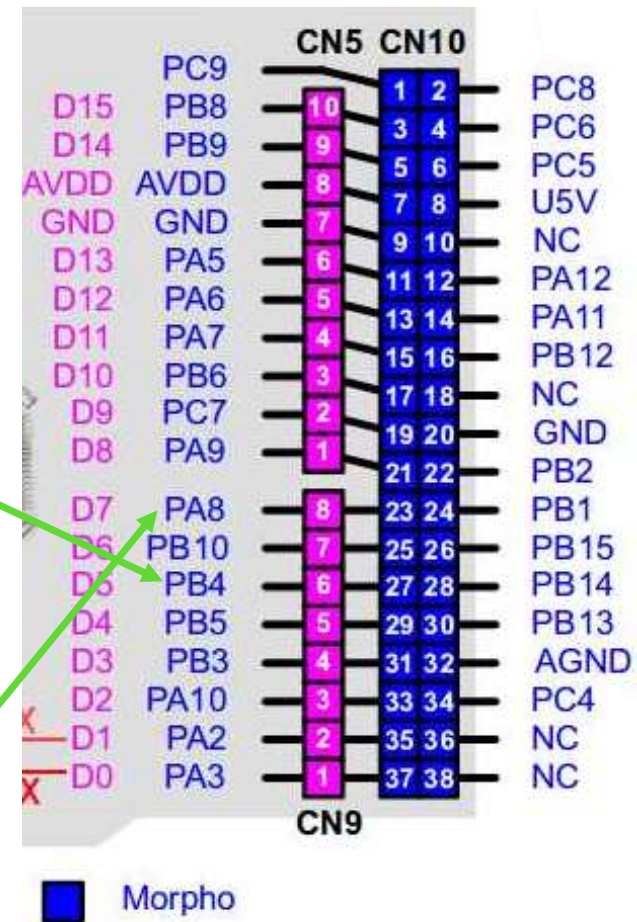 CN5 CN10
PC9 1 2 PC8
D15 PB8 10 3 4 PC6
D14 PB9 9 5 6 PC5
AVDD AVDD 8 7 8 U5V
GND GND 7 9 10 NC
D13 PA5 6 11 12 PA12
D12 PA6 5 13 14 PA11
D11 PA7 4 15 16 PB12
D10 PB6 3 17 18 NC
D9 PC7 2 19 20 GND
D8 PA9 1 21 22 PB2
D7 PA8 8 23 24 PB1
D6 PB10 7 25 26 PB15
D5 PB4 6 27 28 PB14
D4 PB5 5 29 30 PB13
D3 PB3 4 31 32 AGND
D2 PA10 3 33 34 PC4
X D1 PA2 2 35 36 NC
X D0 PA3 1 37 38 NC
CN9
Morpho